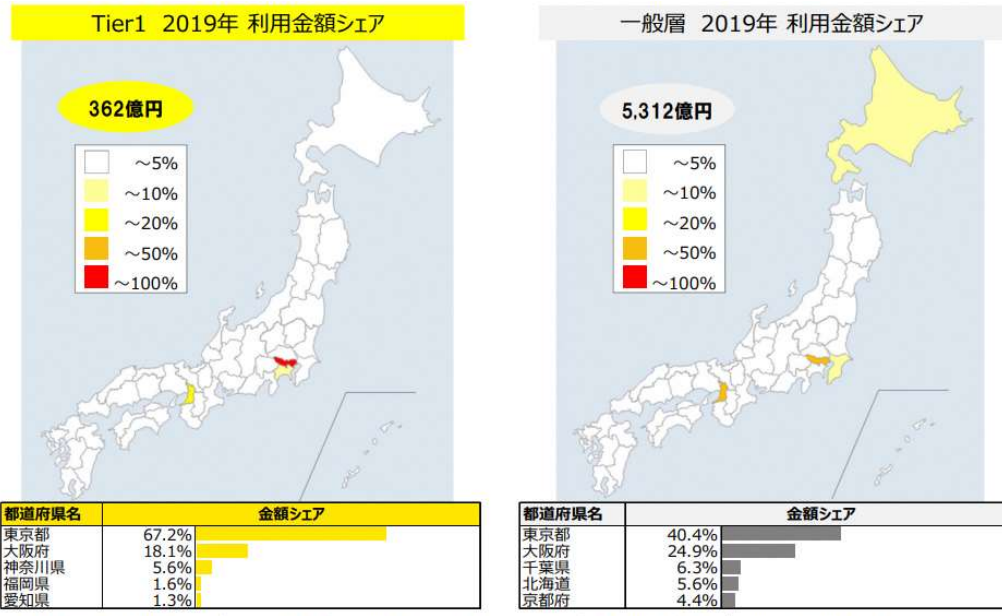 Tier1 2019年 利用金額シェア
362億円
～5%
～10%
～20%
～50%
～100%
都道府県名 金額シェア
東京都 67.2%
大阪府 18.1%
神奈川県 5.6%
福岡県 1.6%
愛知県 1.3%
一般層 2019年 利用金額シェア
5,312億円
～5%
～10%
～20%
～50%
～100%
都道府県名 金額シェア
東京都 40.4%
大阪府 24.9%
千葉県 6.3%
北海道 5.6%
京都府 4.4%